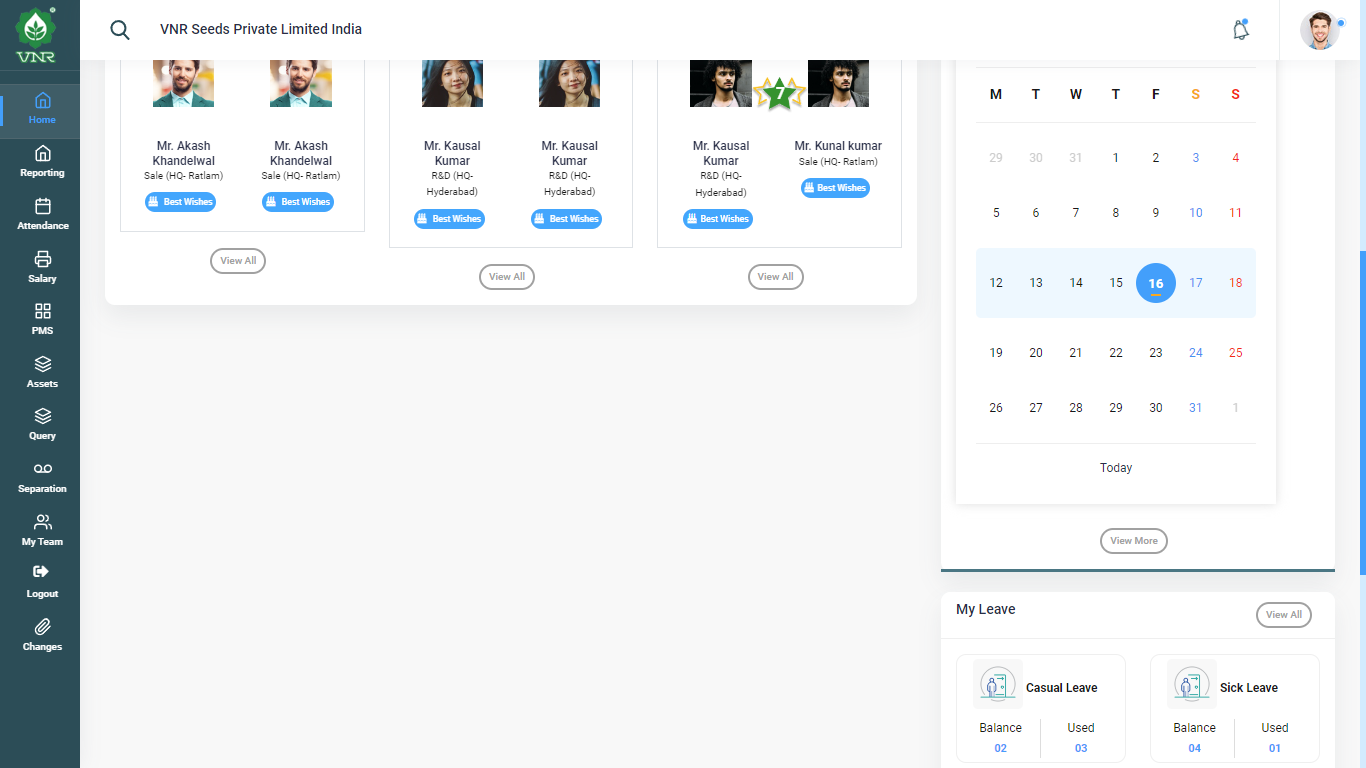 VNR
VNR Seeds Private Limited India
Home
Reporting
Attendance
Salary
PMS
Assets
Query
Separation
My Team
Logout
Changes
Mr. Akash
Khandelwal
Sale (HQ- Ratlam)
Best Wishes
Mr. Akash
Khandelwal
Sale (HQ- Ratlam)
Best Wishes
View All
Mr. Kausal
Kumar
R&D (HQ-
Hyderabad)
Best Wishes
Mr. Kausal
Kumar
R&D (HQ-
Hyderabad)
Best Wishes
View All
7
Mr. Kausal
Kumar
R&D (HQ-
Hyderabad)
Best Wishes
Mr. Kunal kumar
Sale (HQ- Ratlam)
Best Wishes
View All
M T W T F S S
29 30 31 1 2 3 4
5 6 7 8 9 10 11
12 13 14 15 16 17 18
19 20 21 22 23 24 25
26 27 28 29 30 31 1
Today
View More
My Leave
View All
Casual Leave
Balance Used
02 03
Sick Leave
Balance Used
04 01